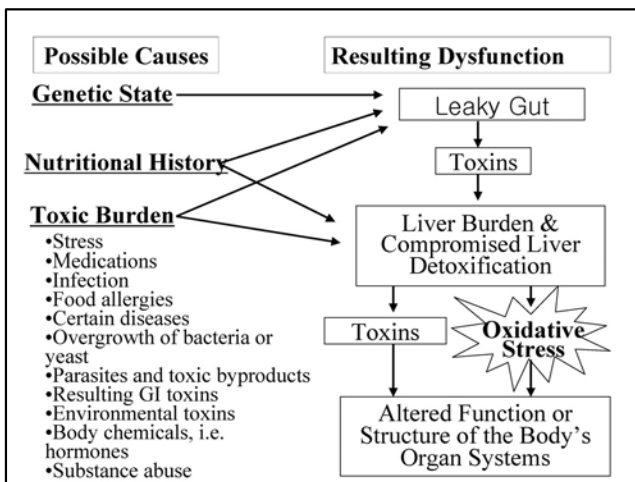 Possible Causes
Resulting Dysfunction
Genetic State
Nutritional History
Toxic Burden
•Stress
•Medications
•Infection
•Food allergies
•Certain diseases
•Overgrowth of bacteria or
yeast
•Parasites and toxic byproducts
•Resulting GI toxins
•Environmental toxins
•Body chemicals, i.e.
hormones
•Substance abuse
Leaky Gut
Toxins
Liver Burden &
Compromised Liver
Detoxification
Toxins
Oxidative
Stress
Altered Function or
Structure of the Body's
Organ Systems